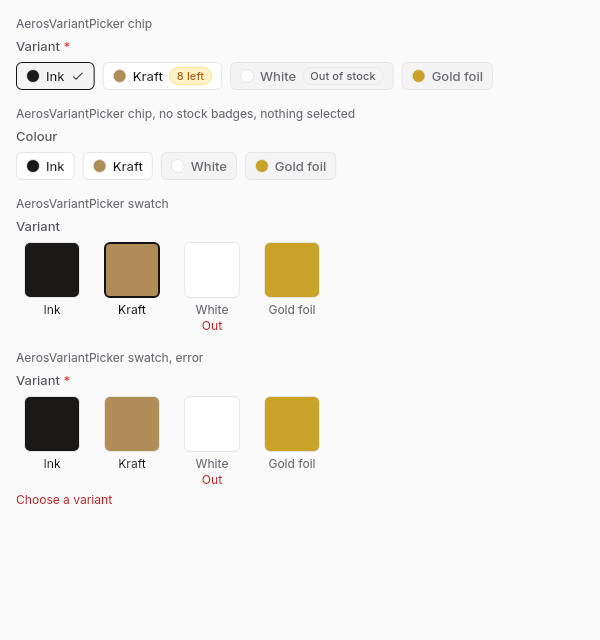 AerosVariantPicker chip
Variant *
Ink Kraft 8 left White Out of stock Gold foil
AerosVariantPicker chip, no stock badges, nothing selected
Colour
Ink Kraft White Gold foil
AerosVariantPicker swatch
Variant
Ink Kraft White Gold foil
Out
AerosVariantPicker swatch, error
Variant *
Ink Kraft White Gold foil
Out
Choose a variant